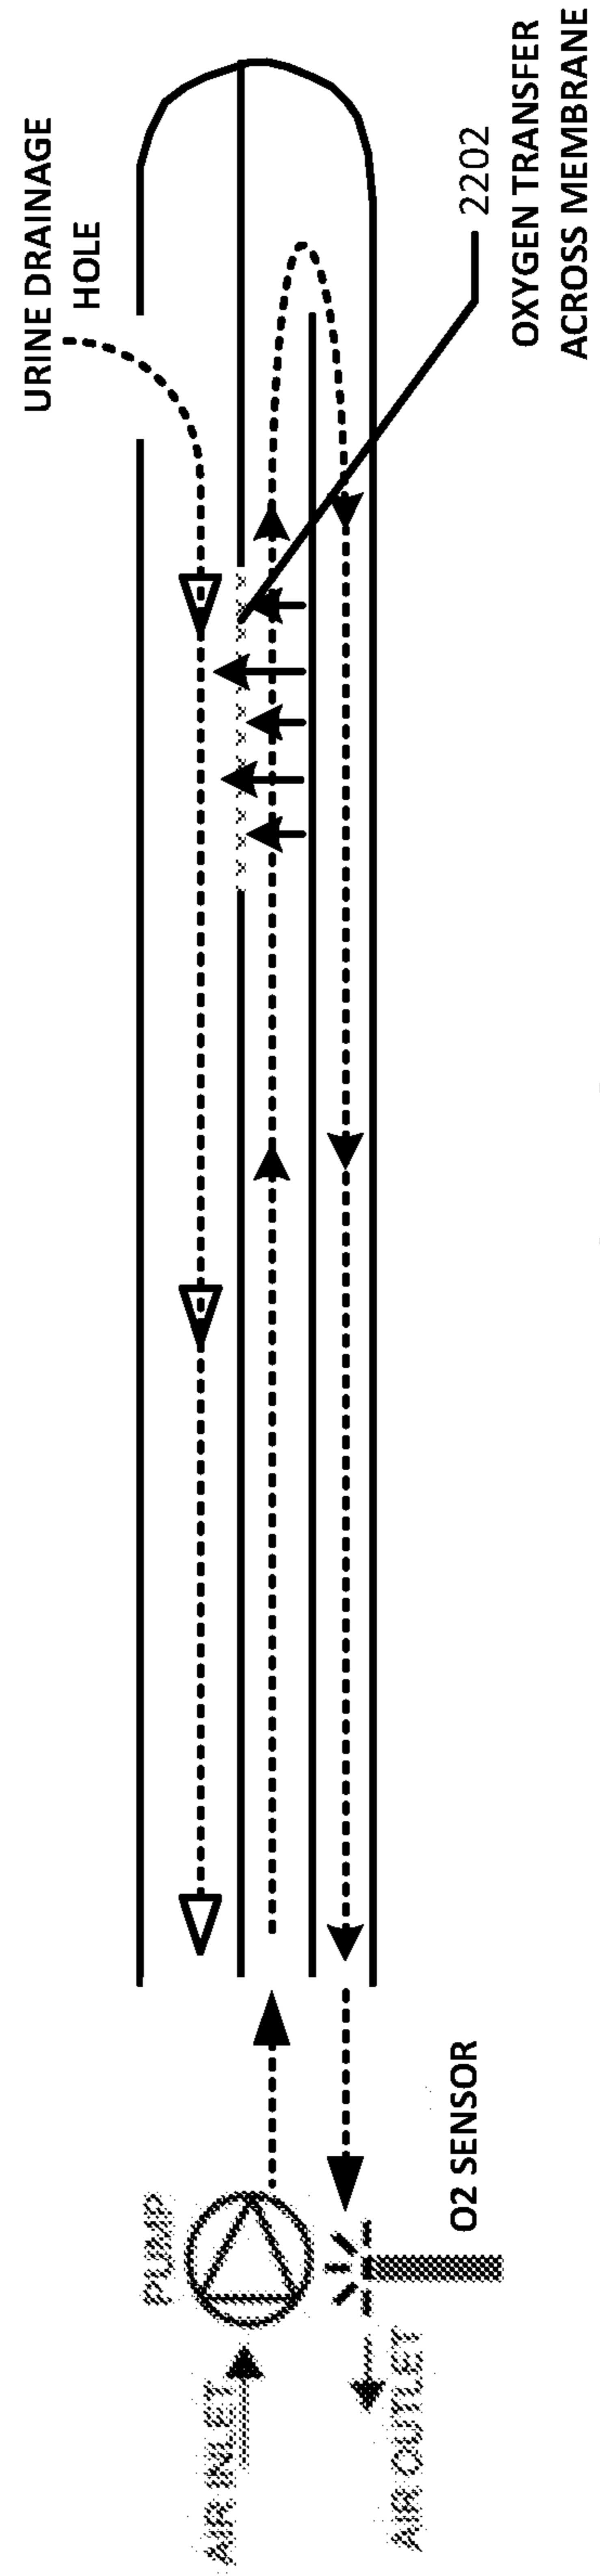 URINE DRAINAGE
HOLE
2202
OXYGEN TRANSFER
ACROSS MEMBRANE
PUMP
O2 SENSOR
AIR INLET
AIR OUTLET